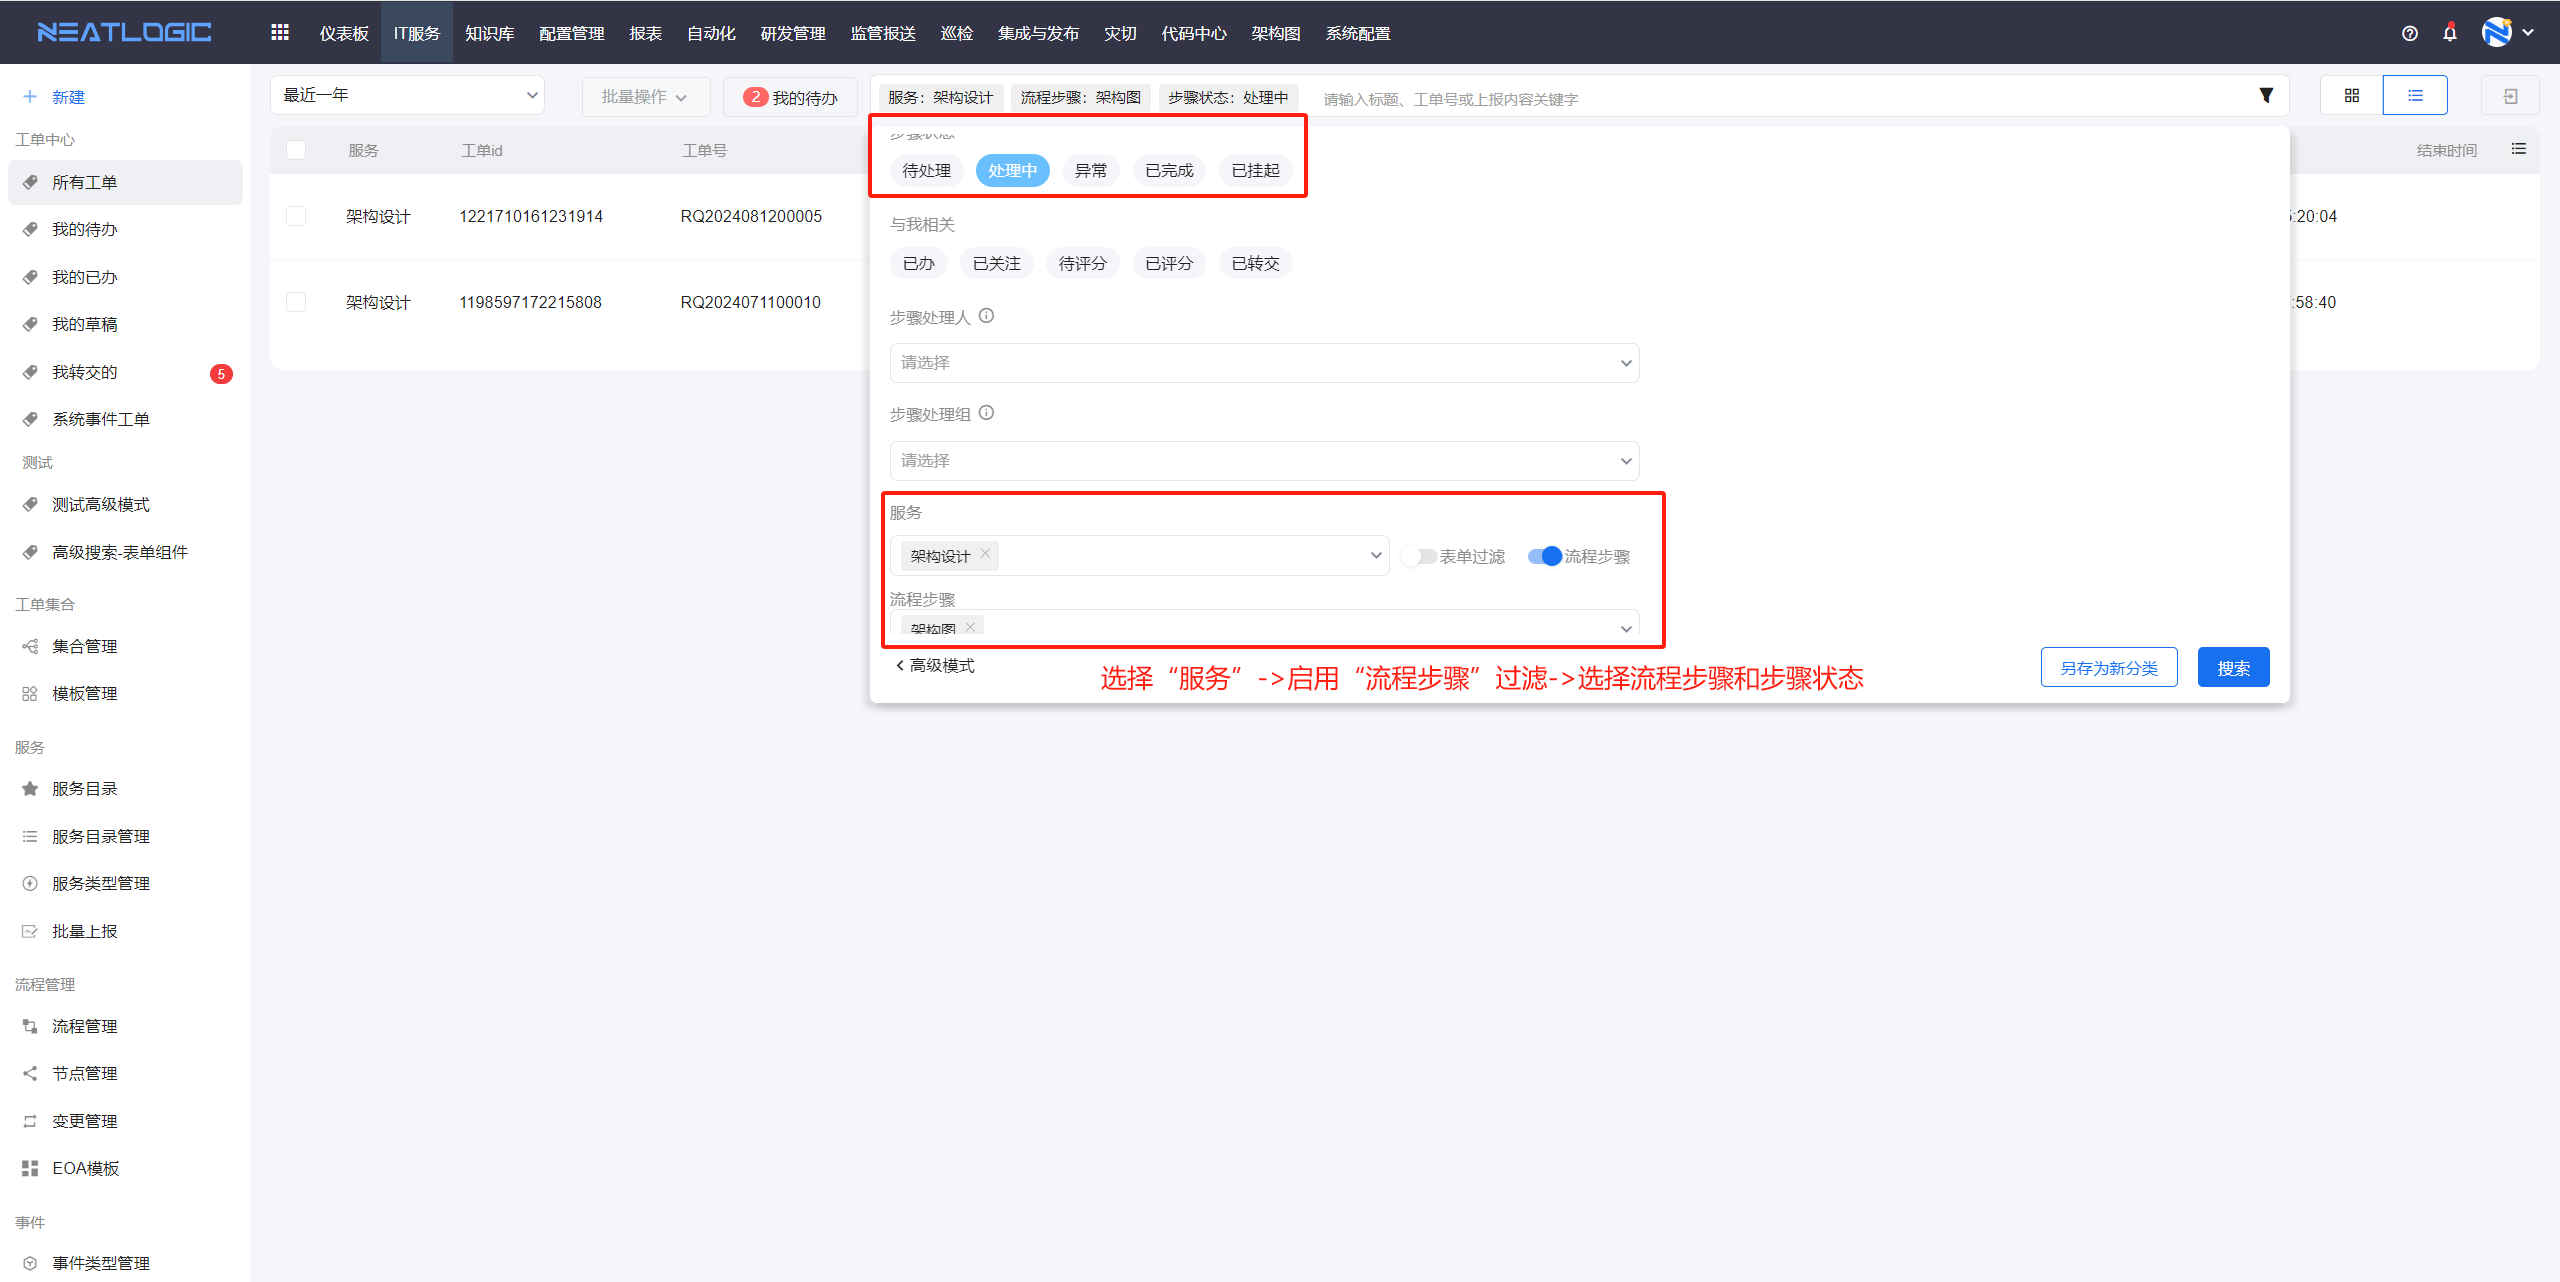 NEATLOGIC
仪表板 IT服务 知识库 配置管理 报表 自动化 研发管理 监管报送 巡检 集成与发布 灾切 代码中心 架构图 系统配置
新建
工单中心
所有工单
我的待办
我的已办
我的草稿
我转交的 5
系统事件工单
测试
测试高级模式
高级搜索-表单组件
工单集合
集合管理
模板管理
服务
服务目录
服务目录管理
服务类型管理
批量上报
流程管理
流程管理
节点管理
变更管理
EOA模板
事件
事件类型管理
最近一年 批量操作 2 我的待办 服务：架构设计 流程步骤：架构图 步骤状态：处理中 请输入标题、工单号或上报内容关键字
服务 工单id 工单号 结束时间
架构设计 1221710161231914 RQ2024081200005 :20:04
架构设计 1198597172215808 RQ2024071100010 :58:40
步骤状态
待处理 处理中 异常 已完成 已挂起
与我相关
已办 已关注 待评分 已评分 已转交
步骤处理人
请选择
步骤处理组
请选择
服务
架构设计 表单过滤 流程步骤
流程步骤
架构图
高级模式
选择“服务”->启用“流程步骤”过滤->选择流程步骤和步骤状态
另存为新分类 搜索